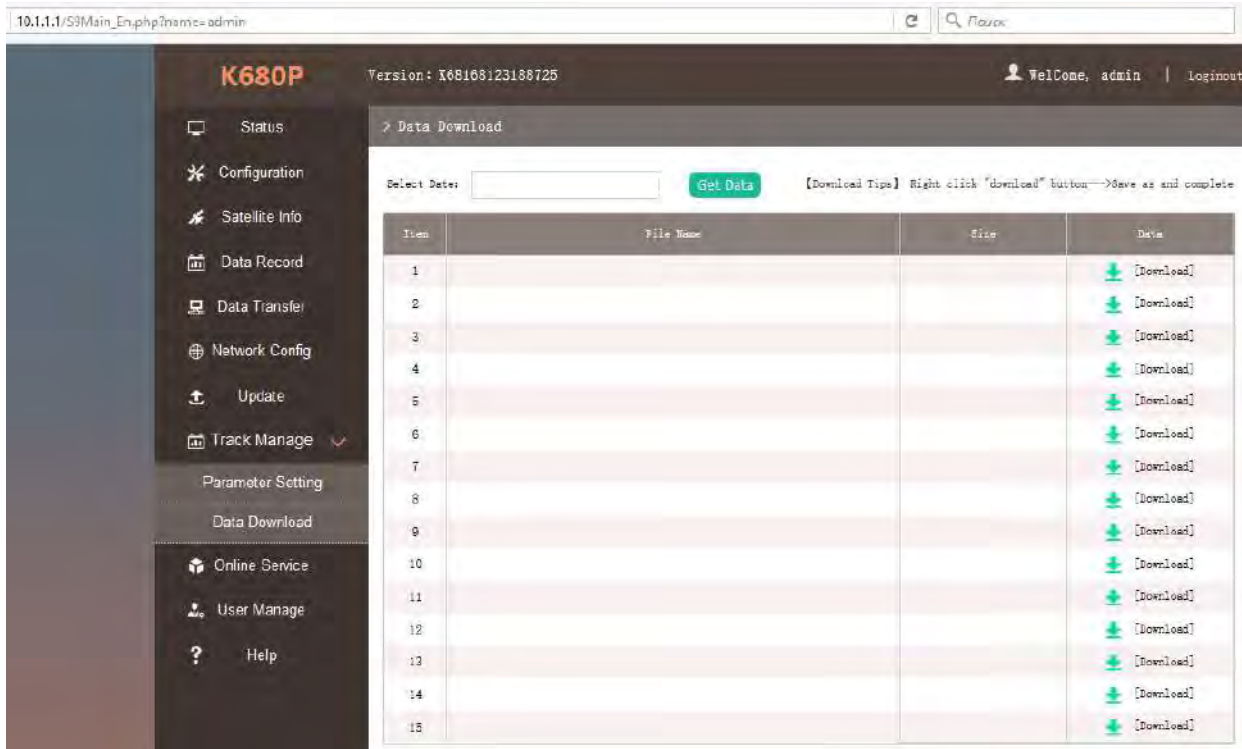 10.1.1.1/S9Main_En.php?name=admin
Поиск
K680P
Version: K68168123188725
WelCome, admin | Loginout
Status
Configuration
Satellite Info
Data Record
Data Transfer
Network Config
Update
Track Manage
Parameter Setting
Data Download
Online Service
User Manage
? Help
> Data Download
Select Date:
Get Data
【Download Tips】 Right click "download" button--->Save as and complete
Item File Name Size Data
1 [Download]
2 [Download]
3 [Download]
4 [Download]
5 [Download]
6 [Download]
7 [Download]
8 [Download]
9 [Download]
10 [Download]
11 [Download]
12 [Download]
13 [Download]
14 [Download]
15 [Download]